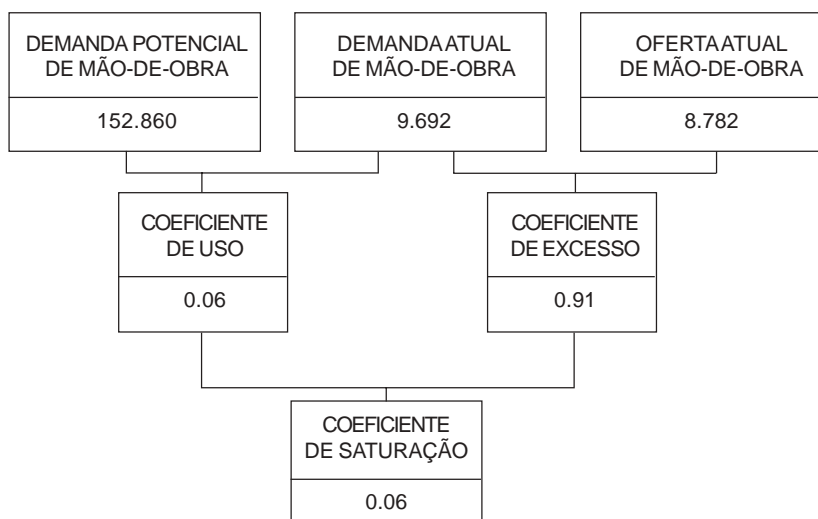 DEMANDA POTENCIAL
DE MÃO-DE-OBRA
152.860
DEMANDA ATUAL
DE MÃO-DE-OBRA
9.692
OFERTA ATUAL
DE MÃO-DE-OBRA
8.782
COEFICIENTE
DE USO
0.06
COEFICIENTE
DE EXCESSO
0.91
COEFICIENTE
DE SATURAÇÃO
0.06